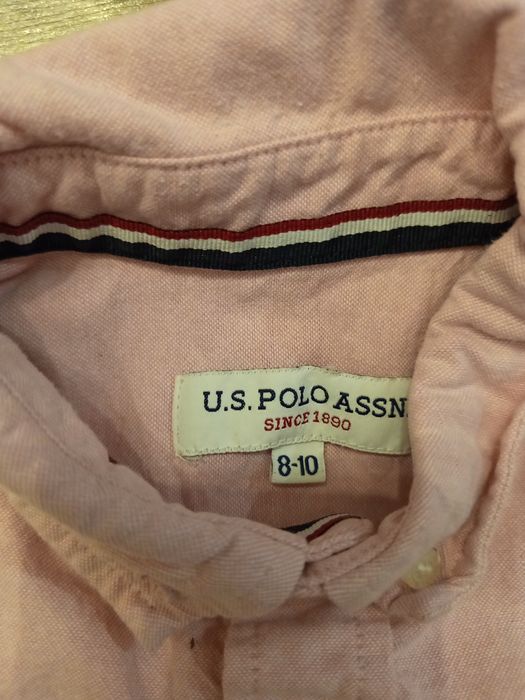 U.S. POLO ASSN.
SINCE 1890
8-10